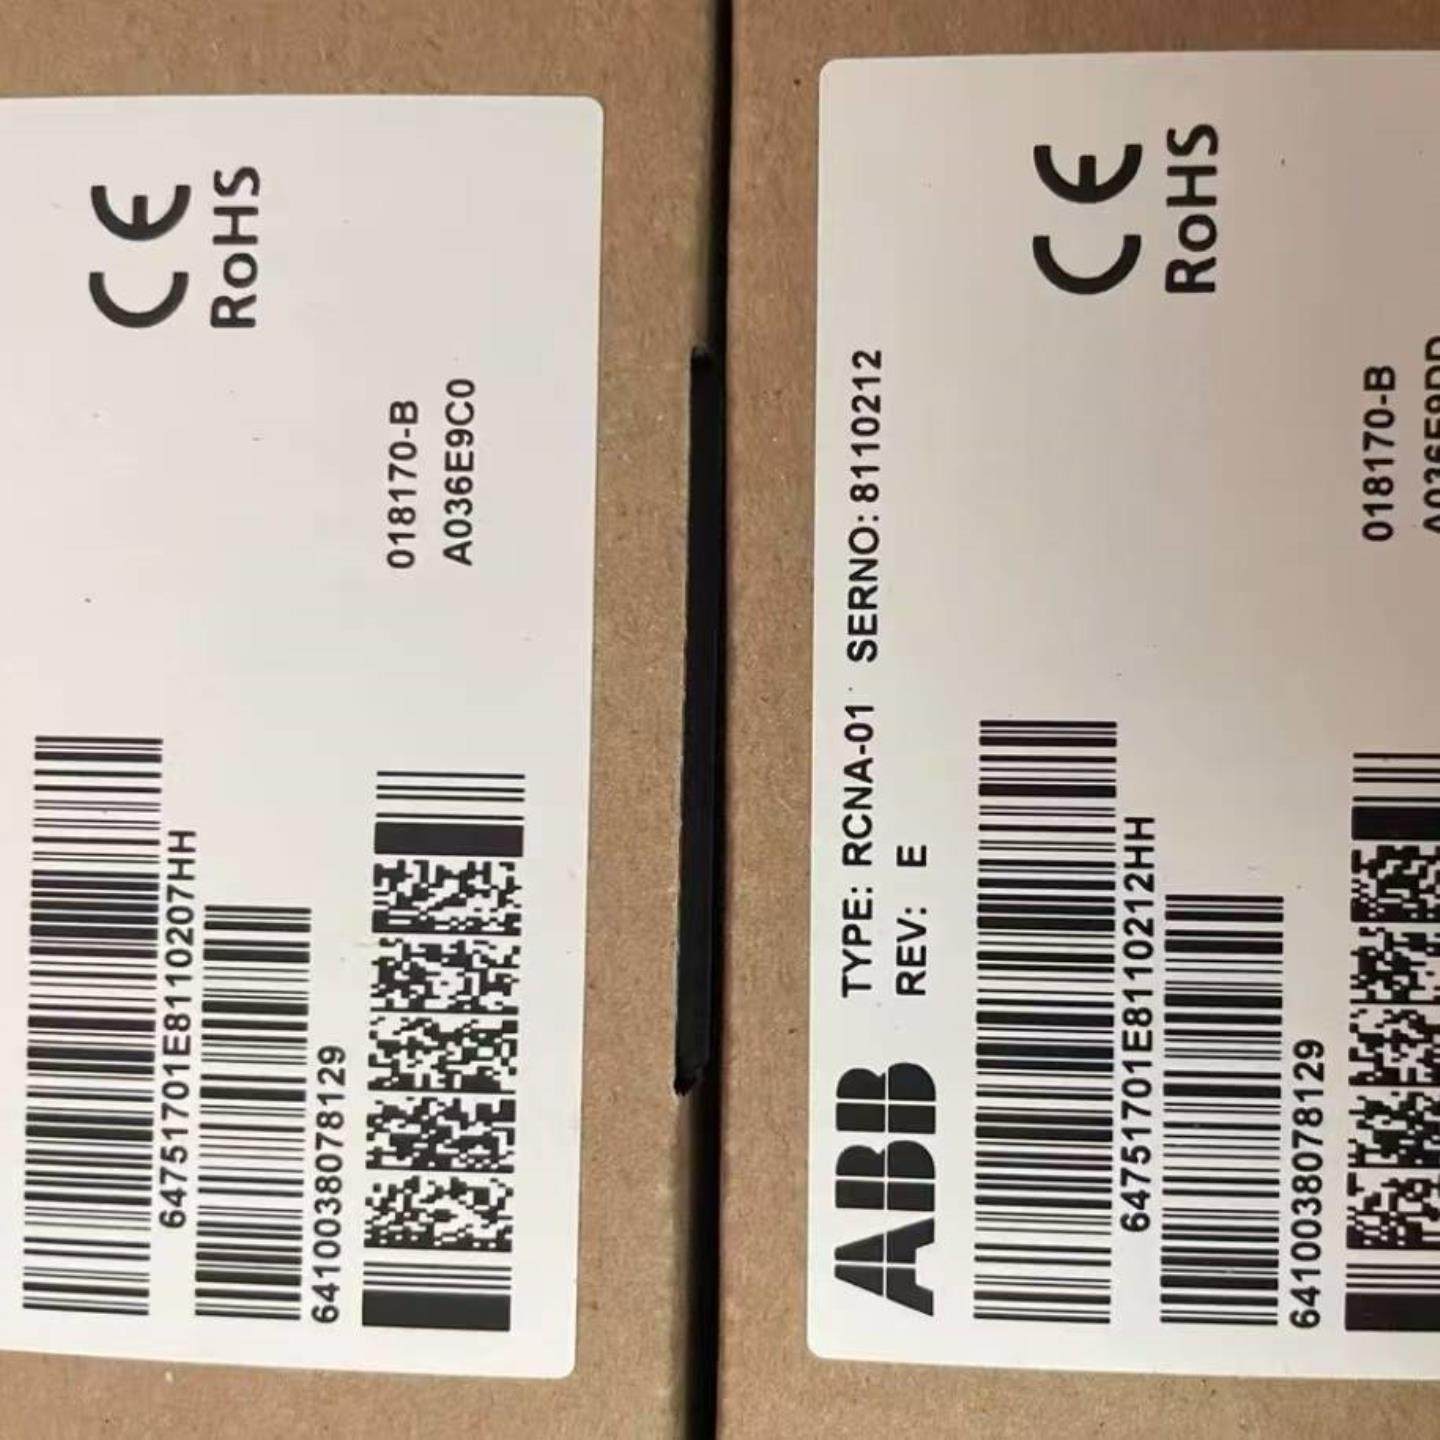 64751701E8110207HH
6410038078129
018170-B
A036E9C0
CE
RoHS
ABB
TYPE: RCNA-01 SERNO: 8110212
REV: E
64751701E8110212HH
6410038078129
018170-B
CE
RoHS